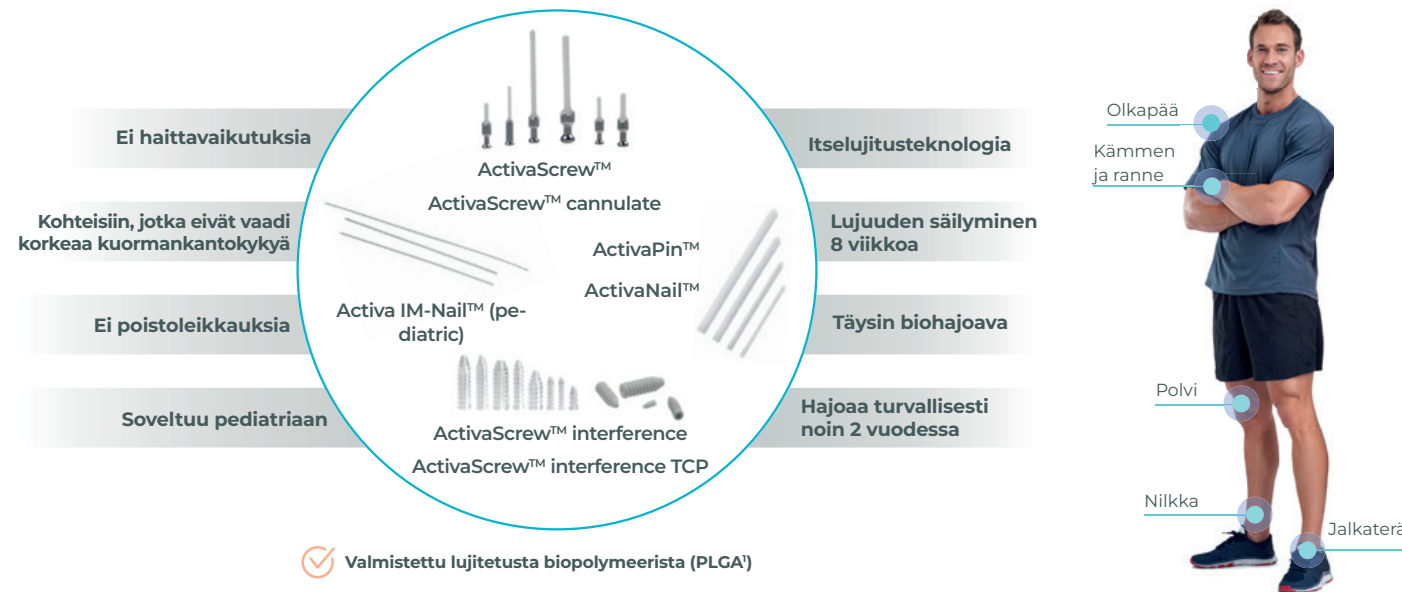 Ei haittavaikutuksia
Kohteisiin, jotka eivät vaadi
korkeaa kuormankantokykyä
Ei poistoleikkauksia
Soveltuu pediatriaan
ActivaScrew™
ActivaScrew™ cannulate
ActivaPin™
ActivaNail™
Activa IM-Nail™ (pe-
diatric)
ActivaScrew™ interference
ActivaScrew™ interference TCP
Itselujitusteknologia
Lujuuden säilyminen
8 viikkoa
Täysin biohajoava
Hajoaa turvallisesti
noin 2 vuodessa
Valmistettu lujitetusta biopolymeerista (PLGA¹)
Olkapää
Kämmen
ja ranne
Polvi
Nilkka
Jalkaterä